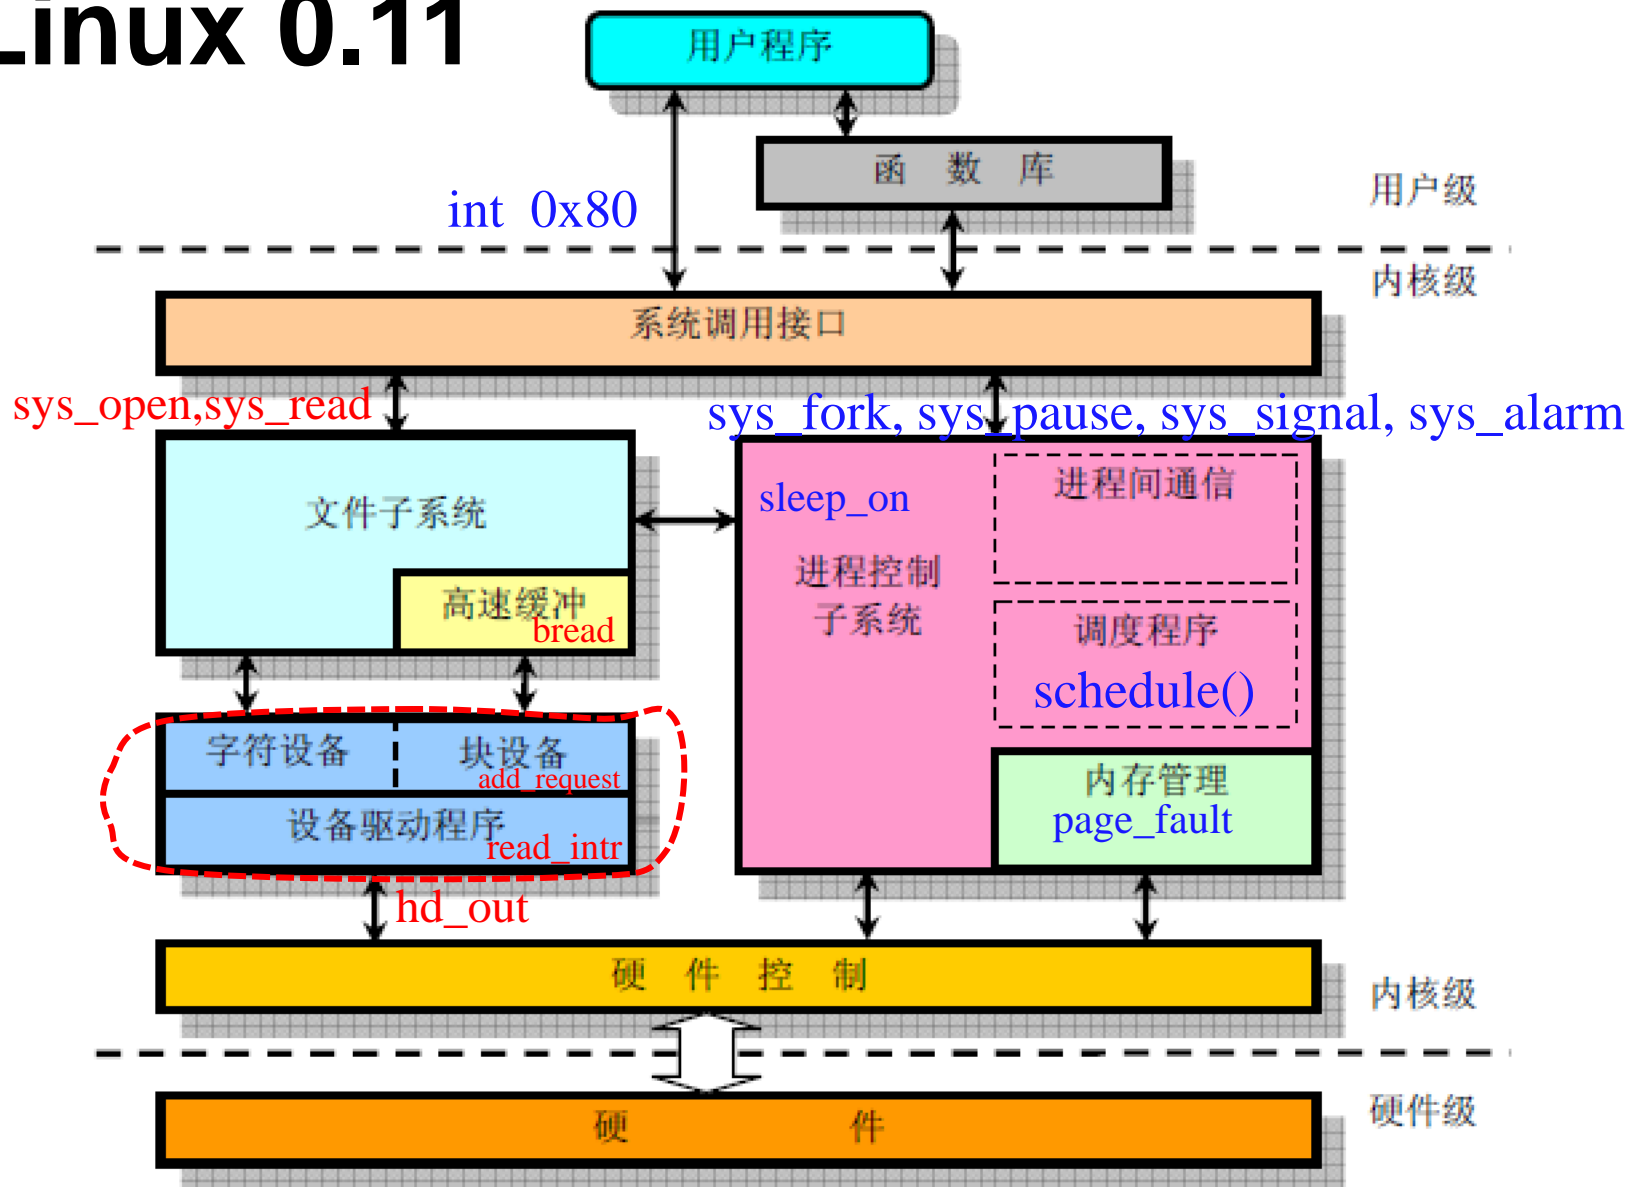 Linux 0.11
用户程序
函 数 库
int 0x80
用户级
内核级
系统调用接口
sys_open,sys_read
sys_fork, sys_pause, sys_signal, sys_alarm
文件子系统
高速缓冲
bread
sleep_on
进程控制
子系统
进程间通信
调度程序
schedule()
内存管理
page_fault
字符设备
块设备
add_request
设备驱动程序
read_intr
hd_out
硬 件 控 制
内核级
硬 件
硬件级